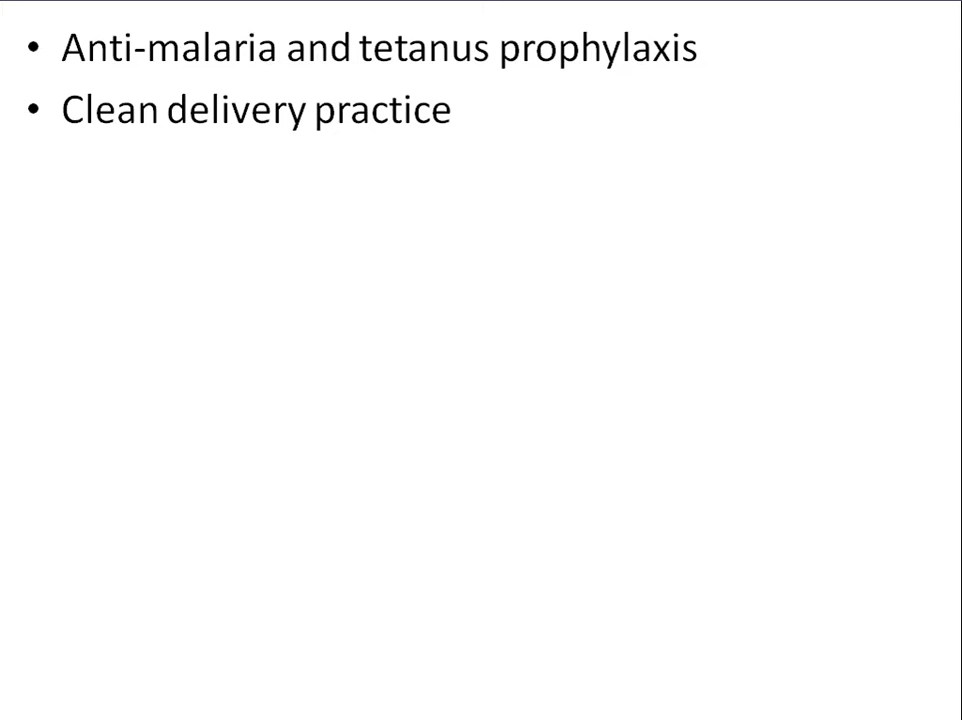 • Anti-malaria and tetanus prophylaxis
• Clean delivery practice